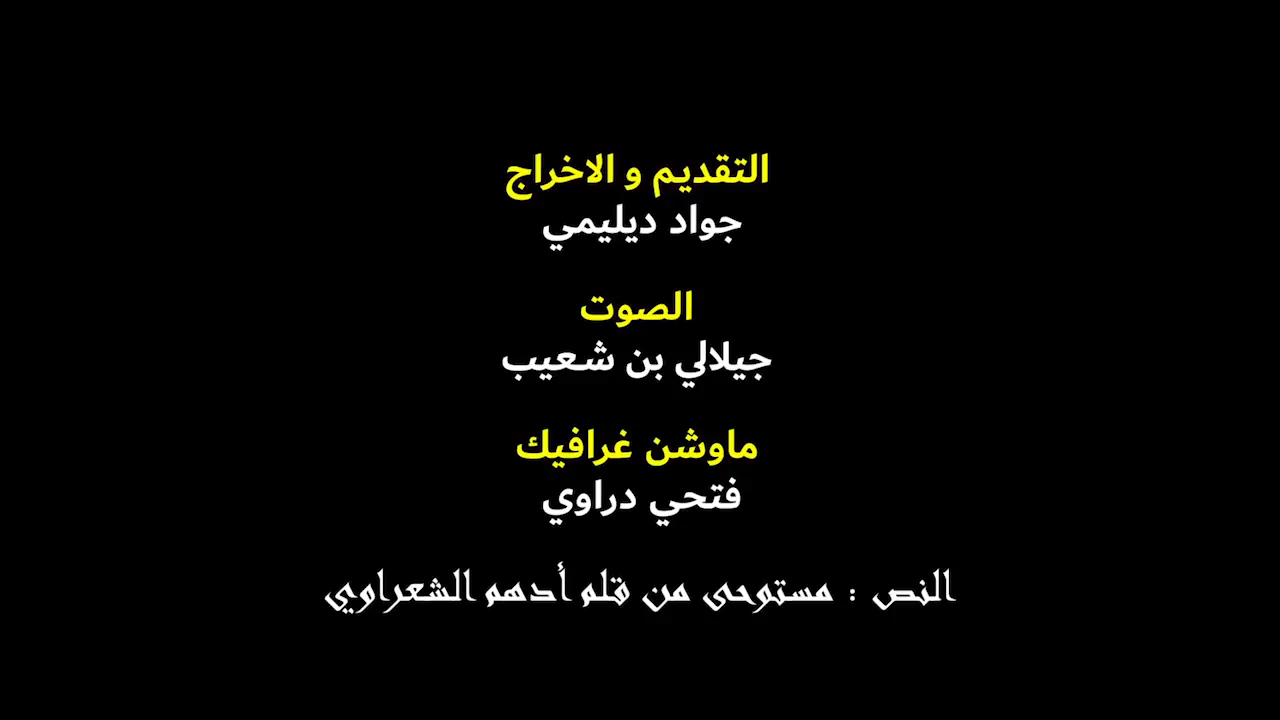 التقديم و الاخراج
جواد ديليمي
الصوت
جيلالي بن شعيب
ماوشن غرافيك
فتحي دراوي
النص : مستوحى من قلم أدهم الشعراوي